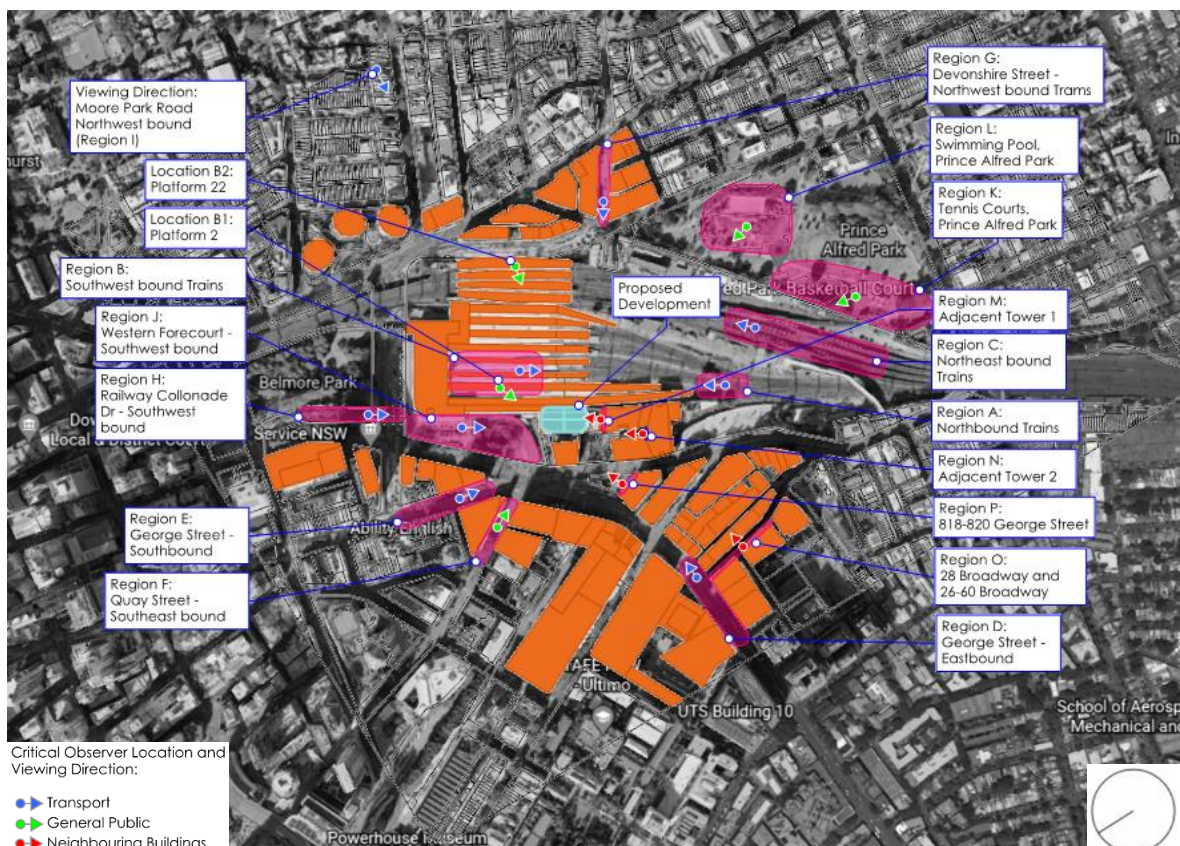 Viewing Direction:
Moore Park Road
Northwest bound
(Region I)
Location B2:
Platform 22
Location B1:
Platform 2
Region B:
Southwest bound Trains
Region J:
Western Forecourt -
Southwest bound
Region H:
Railway Collonade
Dr - Southwest
bound
Region E:
George Street -
Southbound
Region F:
Quay Street -
Southeast bound
Proposed
Development
Region G:
Devonshire Street -
Northwest bound Trams
Region L:
Swimming Pool,
Prince Alfred Park
Region K:
Tennis Courts,
Prince Alfred Park
Region M:
Adjacent Tower 1
Region C:
Northeast bound
Trains
Region A:
Northbound Trains
Region N:
Adjacent Tower 2
Region P:
818-820 George Street
Region O:
28 Broadway and
26-60 Broadway
Region D:
George Street -
Eastbound
hurst
In
Prince
Alfred Park
Basketball Court
Belmore Park
Service NSW
Ability English
- Ultimo
UTS Building 10
School of Aerosp
Mechanical and
Powerhouse Museum
Critical Observer Location and
Viewing Direction:
Transport
General Public
Neighbouring Buildings